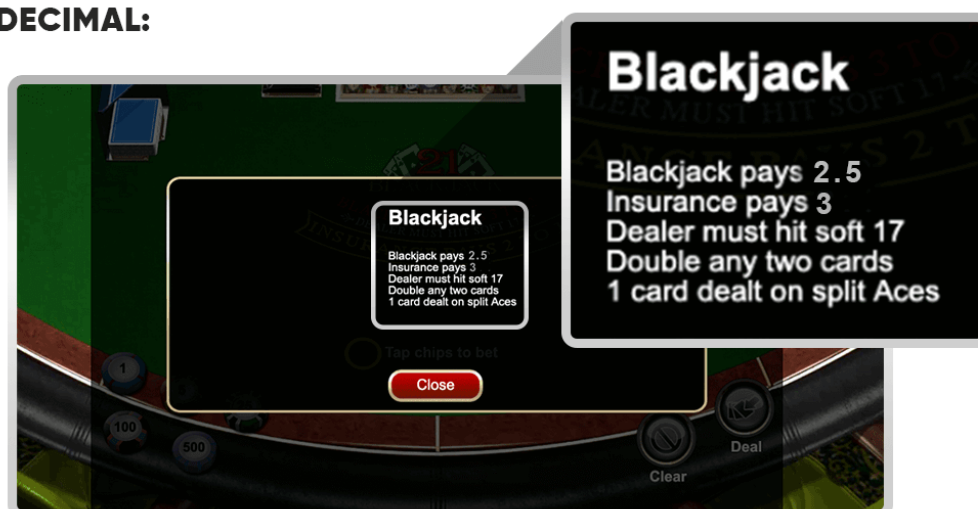 DECIMAL:
Blackjack
Blackjack pays 2.5
Insurance pays 3
Dealer must hit soft 17
Double any two cards
1 card dealt on split Aces
Blackjack
Blackjack pays 2.5
Insurance pays 3
Dealer must hit soft 17
Double any two cards
1 card dealt on split Aces
Tap chips to bet
Close
1
100
500
Clear
Deal